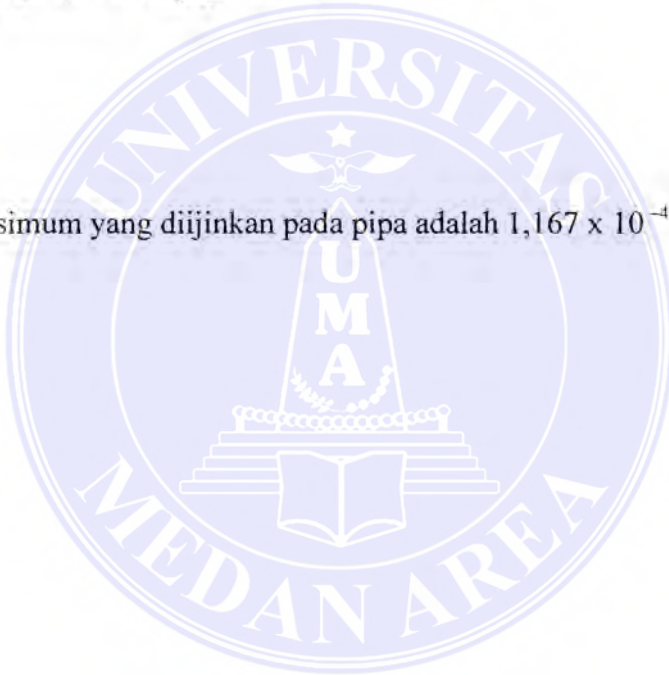 UNIVERSITAS
simum yang diijinkan pada pipa adalah 1,167 x 10⁻⁴
U
M
A
MEDAN AREA